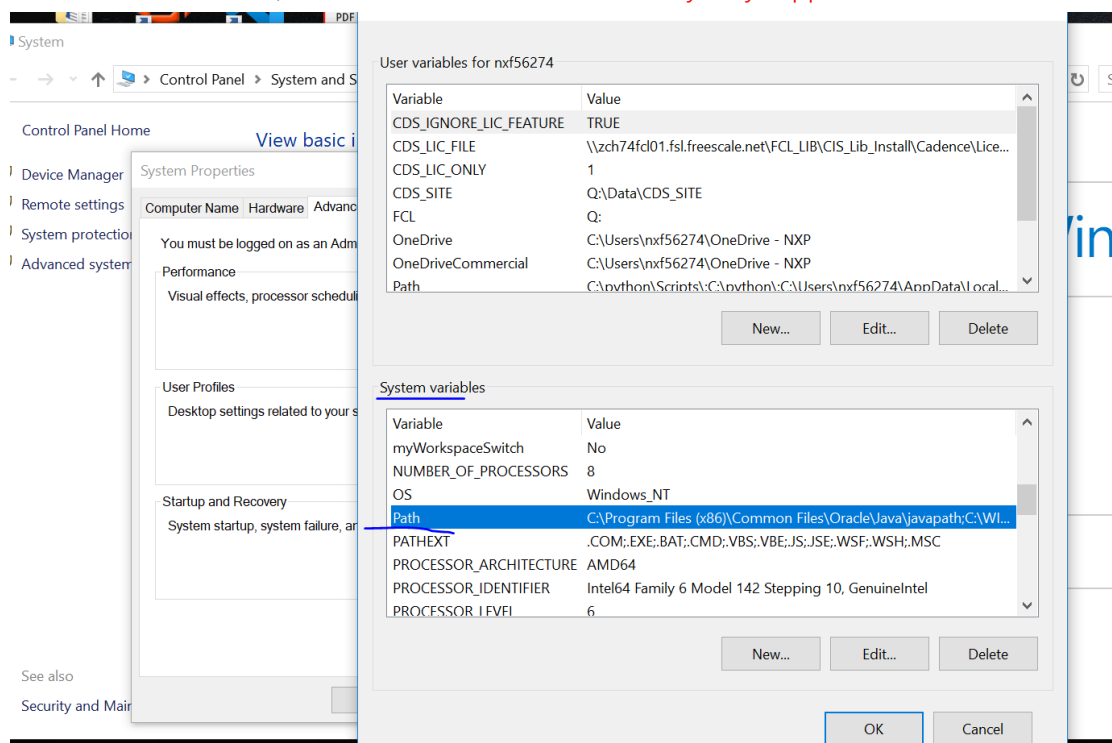 PDF
System
Control Panel > System and S
User variables for nxf56274
Variable Value
CDS_IGNORE_LIC_FEATURE TRUE
CDS_LIC_FILE \\zch74fcl01.fsl.freescale.net\FCL_LIB\CIS_Lib_Install\Cadence\Lice...
CDS_LIC_ONLY 1
CDS_SITE Q:\Data\CDS_SITE
FCL Q:
OneDrive C:\Users\nxf56274\OneDrive - NXP
OneDriveCommercial C:\Users\nxf56274\OneDrive - NXP
Path C:\python\Scripts\;C:\python\;C:\Users\nxf56274\AppData\Local...
New... Edit... Delete
Control Panel Home
View basic i
Device Manager
Remote settings
System protection
Advanced system
System Properties
Computer Name Hardware Advanc
You must be logged on as an Adm
Performance
Visual effects, processor scheduli
User Profiles
Desktop settings related to your s
Startup and Recovery
System startup, system failure, an
System variables
Variable Value
myWorkspaceSwitch No
NUMBER_OF_PROCESSORS 8
OS Windows_NT
Path C:\Program Files (x86)\Common Files\Oracle\Java\javapath;C:\WI...
PATHEXT .COM;.EXE;.BAT;.CMD;.VBS;.VBE;.JS;.JSE;.WSF;.WSH;.MSC
PROCESSOR_ARCHITECTURE AMD64
PROCESSOR_IDENTIFIER Intel64 Family 6 Model 142 Stepping 10, GenuineIntel
PROCESSOR_LEVEL 6
New... Edit... Delete
OK Cancel
See also
Security and Mair